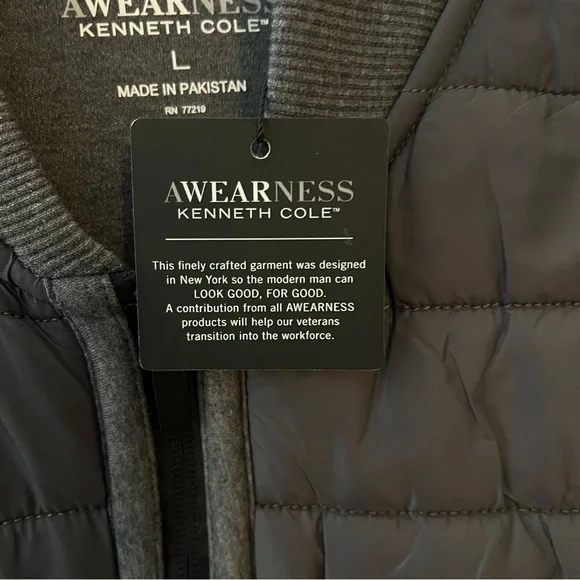 AWEARNESS
KENNETH COLE™
L
MADE IN PAKISTAN
RN 77219
AWEARNESS
KENNETH COLE™
This finely crafted garment was designed
in New York so the modern man can
LOOK GOOD, FOR GOOD.
A contribution from all AWEARNESS
products will help our veterans
transition into the workforce.